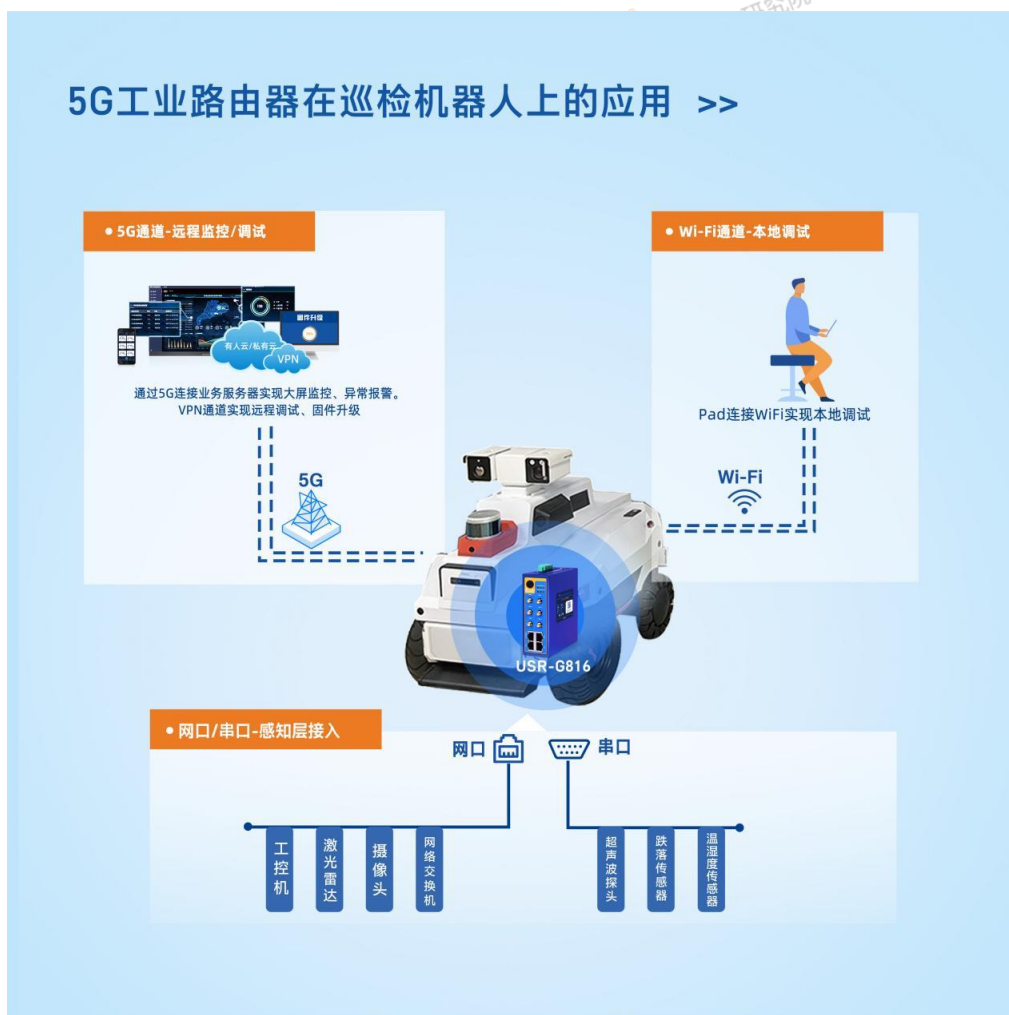 研究院
5G工业路由器在巡检机器人上的应用 >>
• 5G通道-远程监控/调试
固件升级
有人云/私有云
VPN
通过5G连接业务服务器实现大屏监控、异常报警。
VPN通道实现远程调试、固件升级
5G
• Wi-Fi通道-本地调试
Pad连接WiFi实现本地调试
Wi-Fi
USR-G816
• 网口/串口-感知层接入
网口
串口
工控机
激光雷达
摄像头
网络交换机
超声波探头
跌落传感器
温湿度传感器